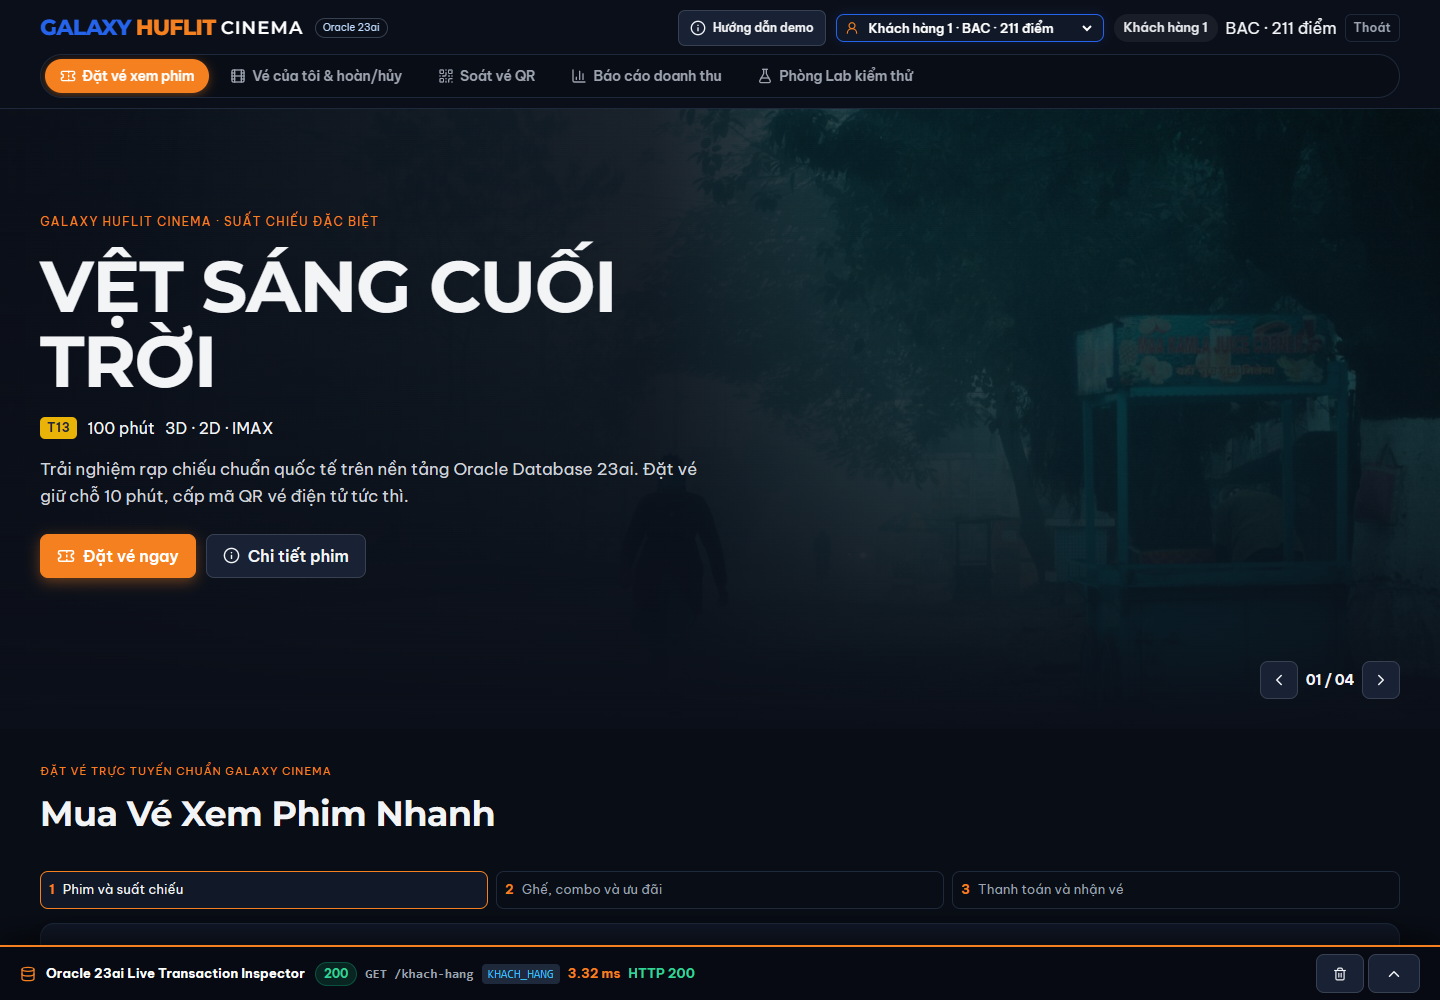 GALAXY HUFLIT CINEMA Oracle 23ai
Hướng dẫn demo
Khách hàng 1 · BAC · 211 điểm
Khách hàng 1 BAC · 211 điểm Thoát
Đặt vé xem phim
Vé của tôi & hoàn/hủy
Soát vé QR
Báo cáo doanh thu
Phòng Lab kiểm thử
GALAXY HUFLIT CINEMA · SUẤT CHIẾU ĐẶC BIỆT
VỆT SÁNG CUỐI
TRỜI
T13 100 phút 3D · 2D · IMAX
Trải nghiệm rạp chiếu chuẩn quốc tế trên nền tảng Oracle Database 23ai. Đặt vé
giữ chỗ 10 phút, cấp mã QR vé điện tử tức thì.
Đặt vé ngay
Chi tiết phim
01 / 04
ĐẶT VÉ TRỰC TUYẾN CHUẨN GALAXY CINEMA
Mua Vé Xem Phim Nhanh
1 Phim và suất chiếu
2 Ghế, combo và ưu đãi
3 Thanh toán và nhận vé
Oracle 23ai Live Transaction Inspector 200 GET /khach-hang KHACH_HANG 3.32 ms HTTP 200